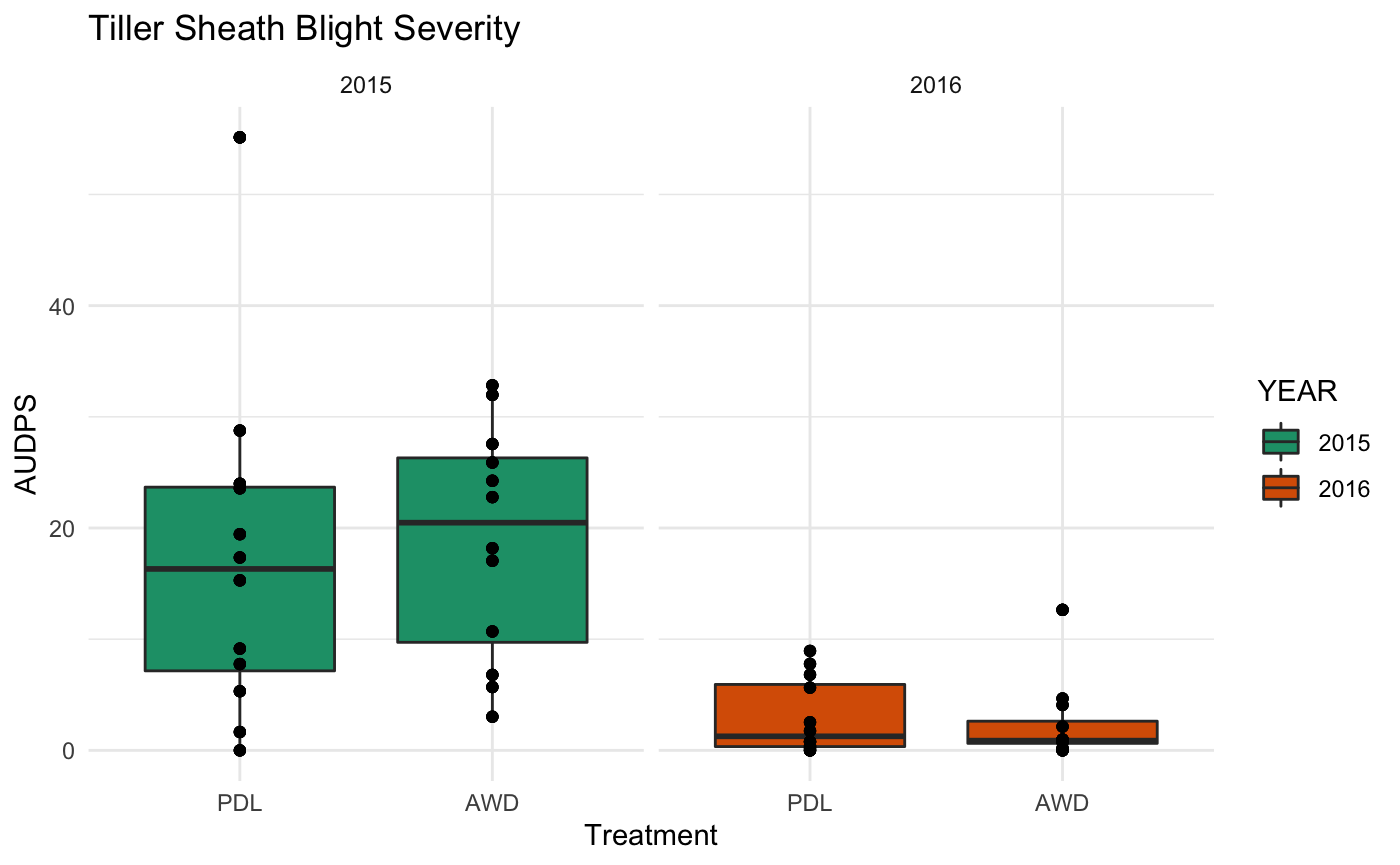 Tiller Sheath Blight Severity
2015
2016
AUDPS
40
20
0
PDL
AWD
PDL
AWD
Treatment
YEAR
2015
2016